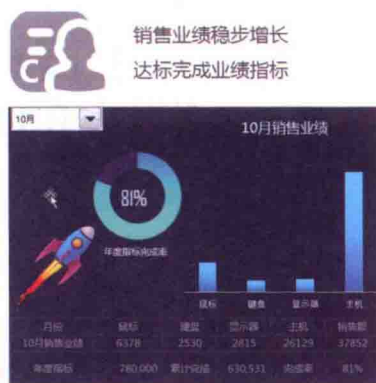 销售业绩稳步增长
达标完成业绩指标
10月
10月销售业绩
81%
年度指标完成率
鼠标 键盘 显示器 主机
月份 鼠标 键盘 显示器 主机 销售额
10月销售业绩 6378 2530 2815 26129 37852
年度指标 780,000 累计完成 630,531 完成率 81%